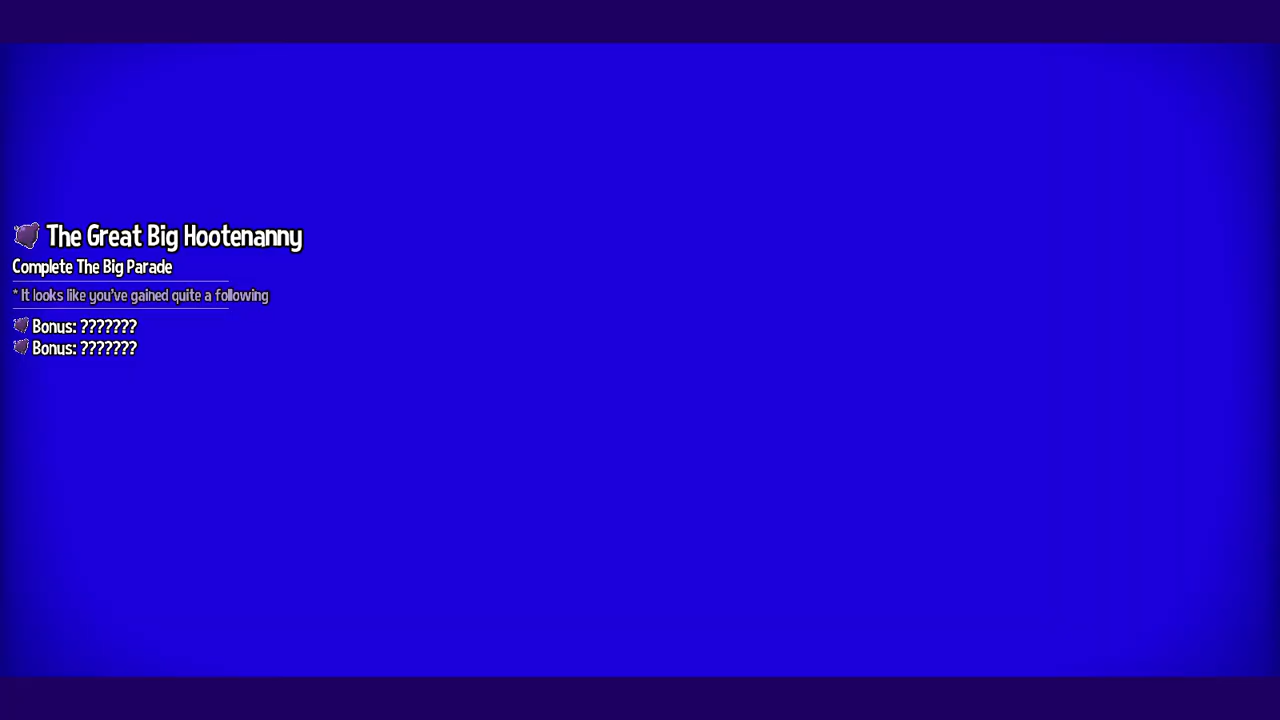 The Great Big Hootenanny
Complete The Big Parade
* It looks like you've gained quite a following
Bonus: ???????
Bonus: ???????